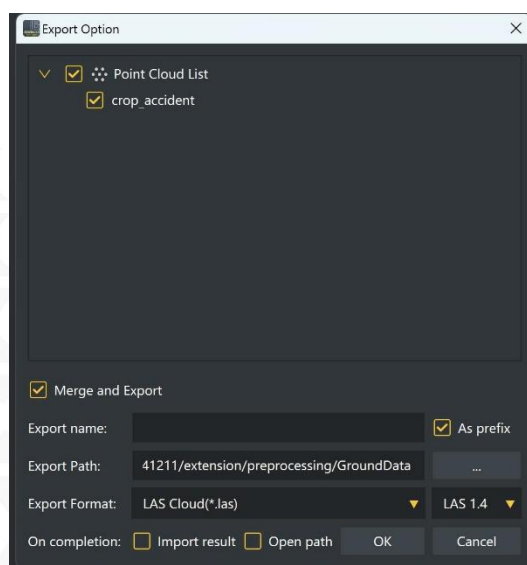 Export Option
Point Cloud List
crop_accident
Merge and Export
Export name:
As prefix
Export Path: 41211/extension/preprocessing/GroundData ...
Export Format: LAS Cloud(*.las) LAS 1.4
On completion: Import result Open path OK Cancel